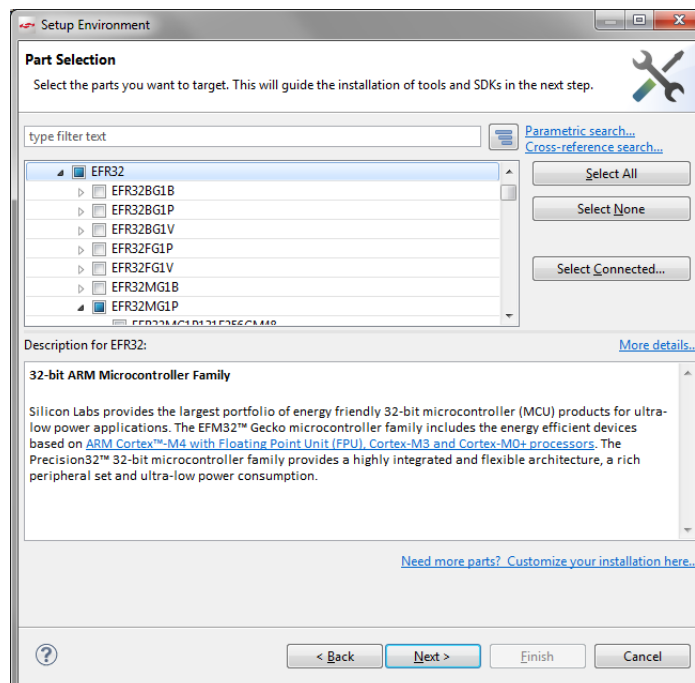 Setup Environment
Part Selection
Select the parts you want to target. This will guide the installation of tools and SDKs in the next step.
type filter text
Parametric search...
Cross-reference search...
EFR32
EFR32BG1B
EFR32BG1P
EFR32BG1V
EFR32FG1P
EFR32FG1V
EFR32MG1B
EFR32MG1P
Select All
Select None
Select Connected...
Description for EFR32:
More details..
32-bit ARM Microcontroller Family
Silicon Labs provides the largest portfolio of energy friendly 32-bit microcontroller (MCU) products for ultra-
low power applications. The EFM32™ Gecko microcontroller family includes the energy efficient devices
based on ARM Cortex™-M4 with Floating Point Unit (FPU), Cortex-M3 and Cortex-M0+ processors. The
Precision32™ 32-bit microcontroller family provides a highly integrated and flexible architecture, a rich
peripheral set and ultra-low power consumption.
Need more parts? Customize your installation here..
?
< Back
Next >
Finish
Cancel